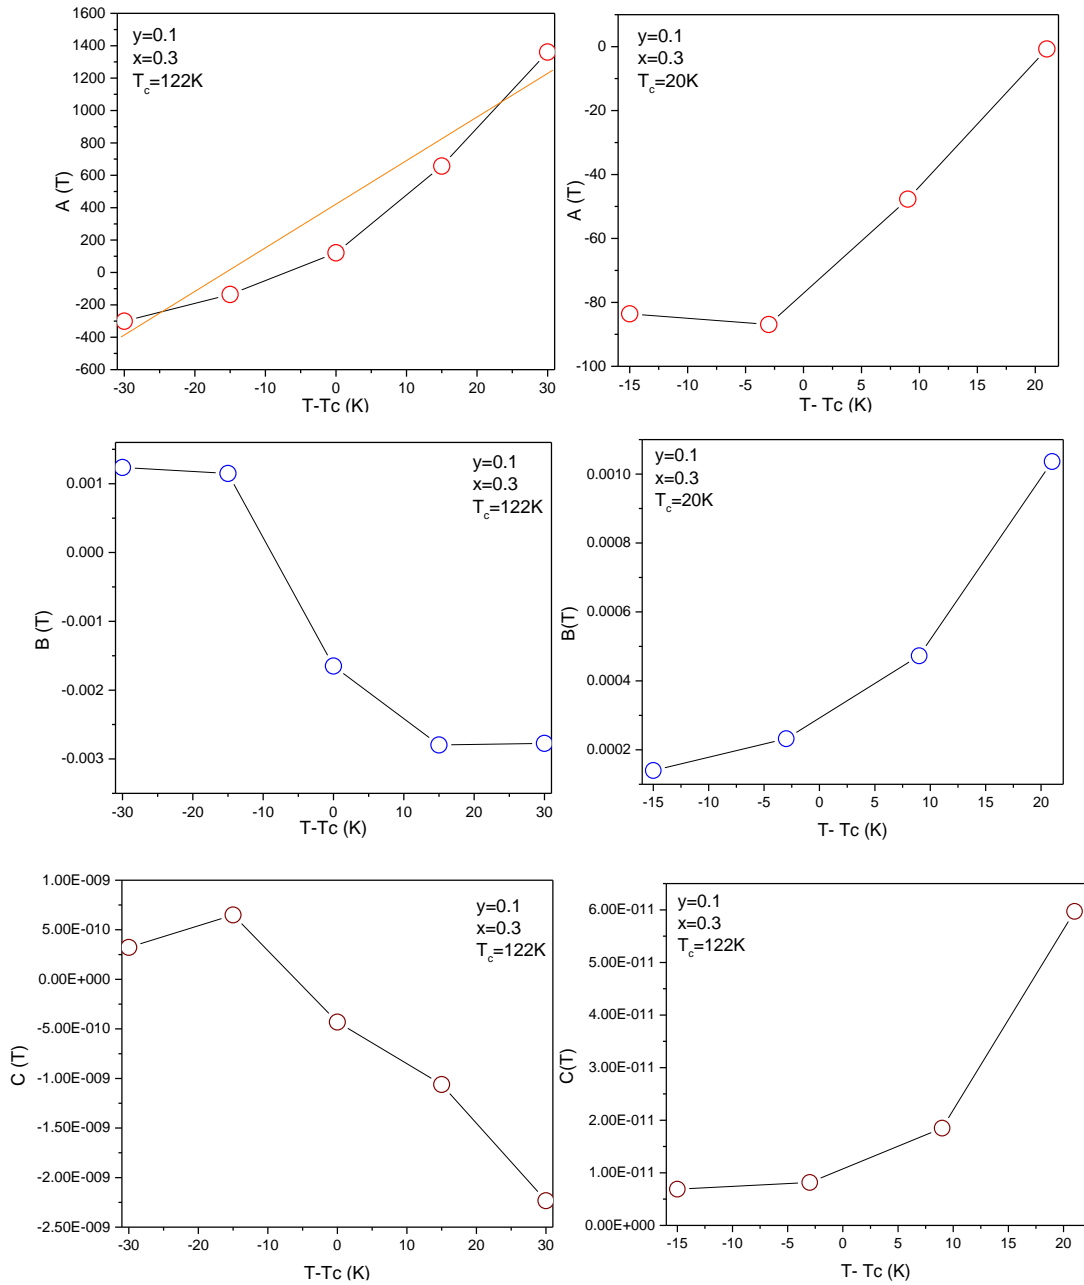 1600
1400
1200
1000
800
600
400
200
0
-200
-400
-600
A (T)
y=0.1
x=0.3
Tc=122K
-30 -20 -10 0 10 20 30
T-Tc (K)
0
-20
-40
-60
-80
-100
A (T)
y=0.1
x=0.3
Tc=20K
-15 -10 -5 0 5 10 15 20
T- Tc (K)
0.001
0.000
-0.001
-0.002
-0.003
B (T)
y=0.1
x=0.3
Tc=122K
-30 -20 -10 0 10 20 30
T-Tc (K)
0.0010
0.0008
0.0006
0.0004
0.0002
B(T)
y=0.1
x=0.3
Tc=20K
-15 -10 -5 0 5 10 15 20
T- Tc (K)
1.00E-009
5.00E-010
0.00E+000
-5.00E-010
-1.00E-009
-1.50E-009
-2.00E-009
-2.50E-009
C (T)
y=0.1
x=0.3
Tc=122K
-30 -20 -10 0 10 20 30
T-Tc (K)
6.00E-011
5.00E-011
4.00E-011
3.00E-011
2.00E-011
1.00E-011
0.00E+000
C(T)
y=0.1
x=0.3
Tc=122K
-15 -10 -5 0 5 10 15 20
T- Tc (K)